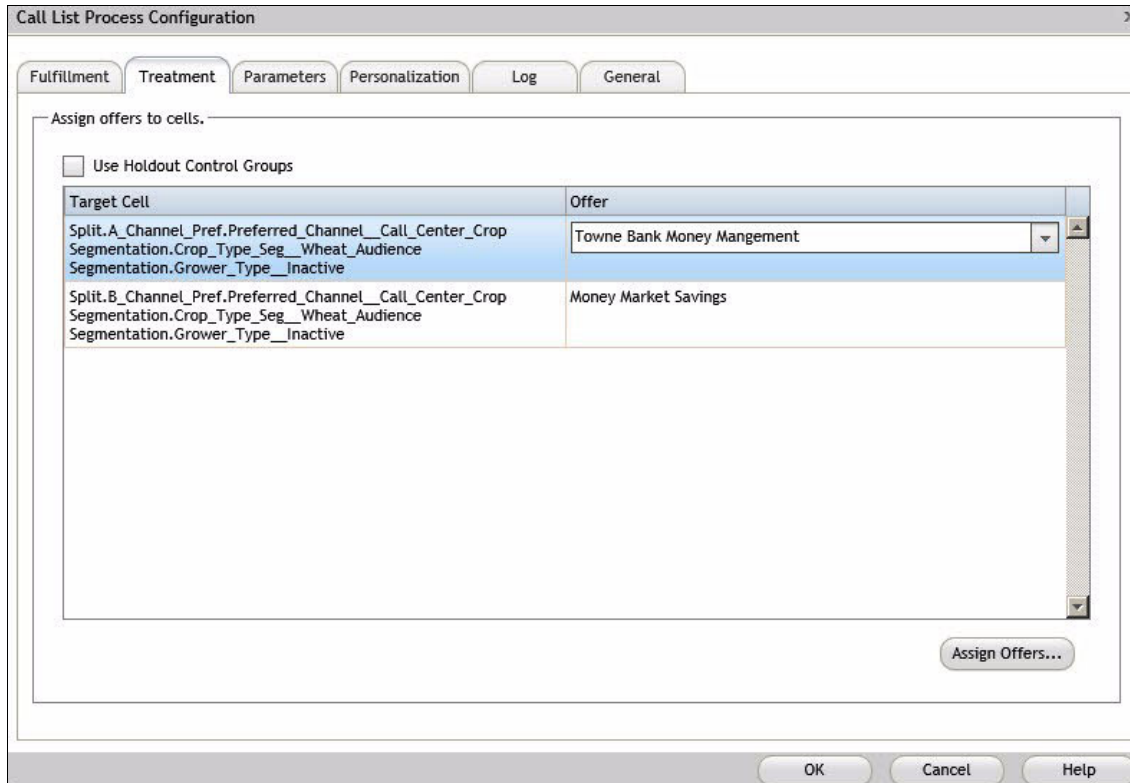 Call List Process Configuration
Fulfillment Treatment Parameters Personalization Log General
Assign offers to cells.
Use Holdout Control Groups
Target Cell Offer
Split.A_Channel_Pref.Preferred_Channel__Call_Center_Crop
Segmentation.Crop_Type_Seg__Wheat_Audience
Segmentation.Grower_Type__Inactive
Towne Bank Money Mangement
Split.B_Channel_Pref.Preferred_Channel__Call_Center_Crop
Segmentation.Crop_Type_Seg__Wheat_Audience
Segmentation.Grower_Type__Inactive
Money Market Savings
Assign Offers...
OK Cancel Help